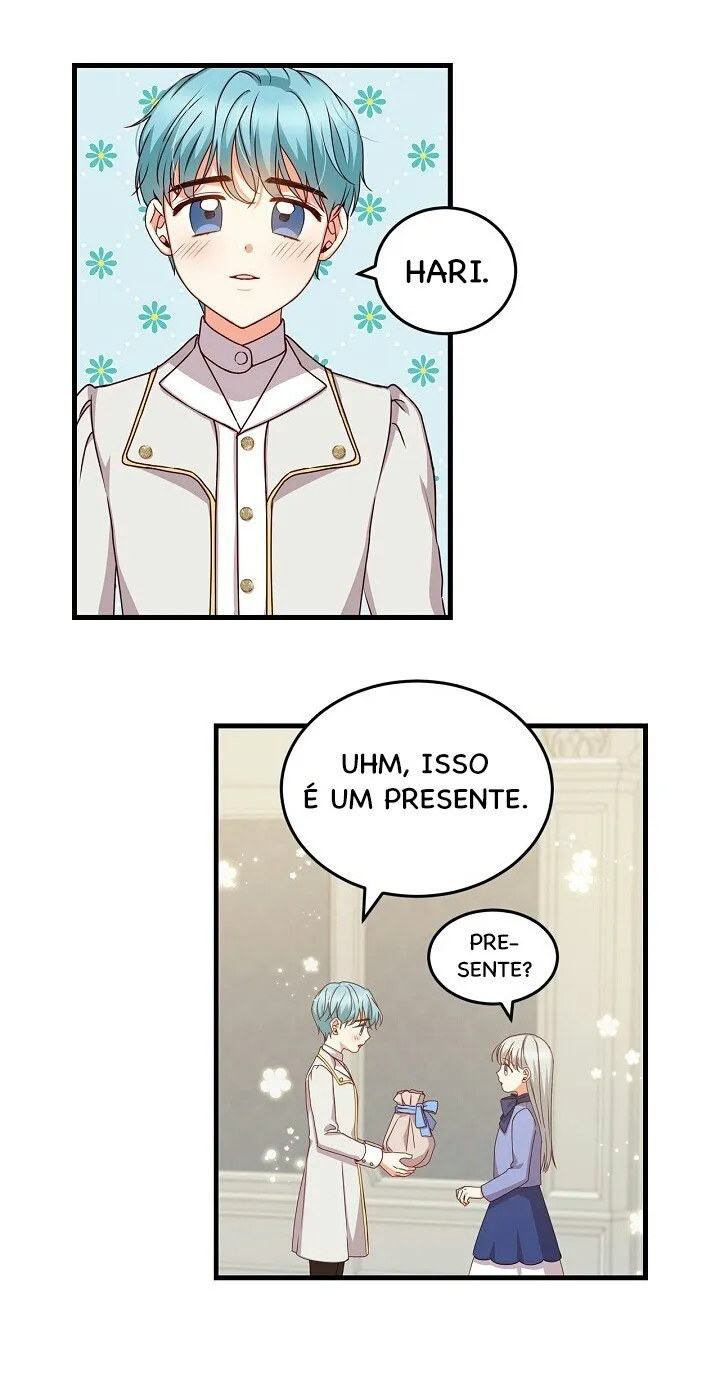 HARI.
UHM, ISSO
É UM PRESENTE.
PRE-
SENTE?